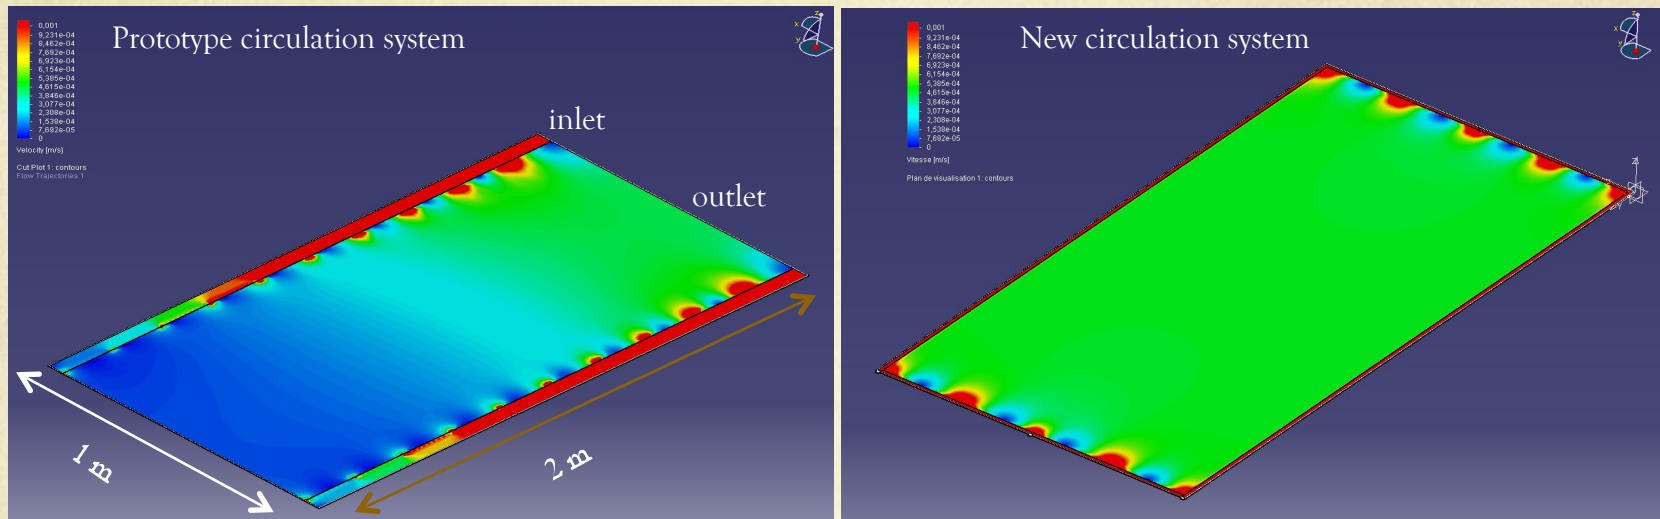 Prototype circulation system
0,001
9,231e-04
8,462e-04
7,692e-04
6,923e-04
6,154e-04
5,385e-04
4,615e-04
3,846e-04
3,077e-04
2,308e-04
1,538e-04
7,692e-05
0
Velocity [m/s]
Cut Plot 1: contours
Flow Trajectories 1
z
x
y
inlet
outlet
1 m
2 m
New circulation system
0,001
9,231e-04
8,462e-04
7,692e-04
6,923e-04
6,154e-04
5,385e-04
4,615e-04
3,846e-04
3,077e-04
2,308e-04
1,538e-04
7,692e-05
0
Vitesse [m/s]
Plan de visualisation 1: contours
z
x
y
Z